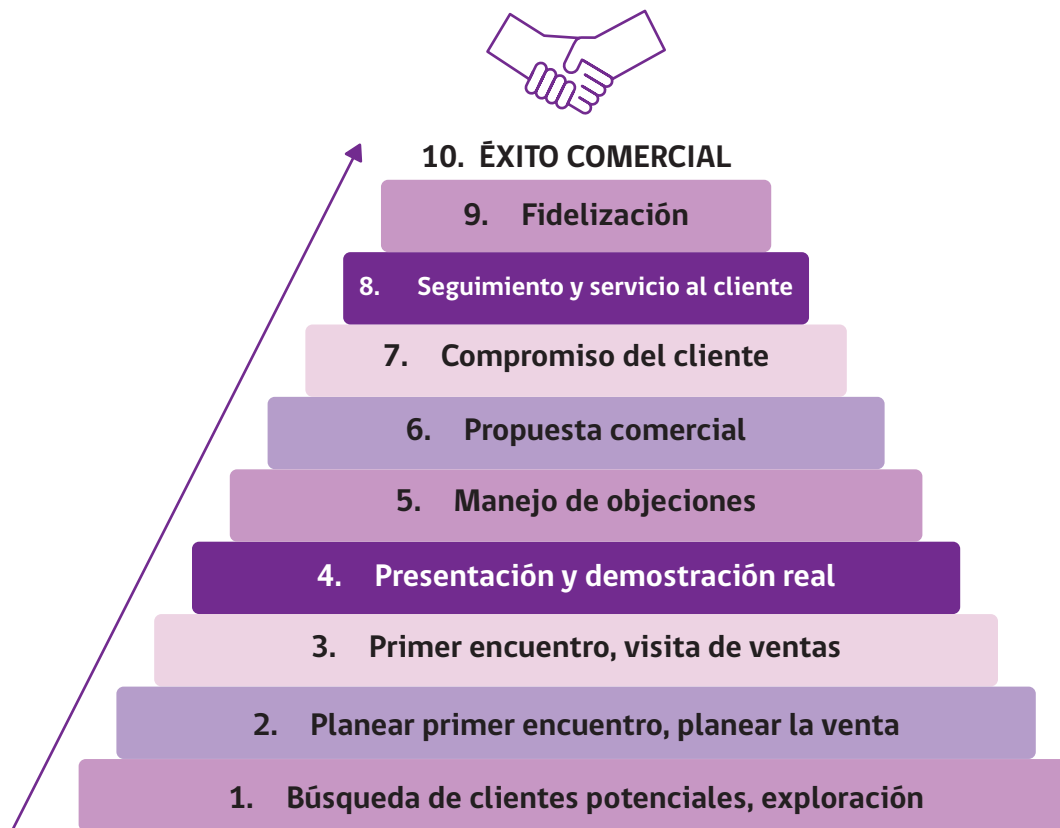 10. ÉXITO COMERCIAL
9. Fidelización
8. Seguimiento y servicio al cliente
7. Compromiso del cliente
6. Propuesta comercial
5. Manejo de objeciones
4. Presentación y demostración real
3. Primer encuentro, visita de ventas
2. Planear primer encuentro, planear la venta
1. Búsqueda de clientes potenciales, exploración